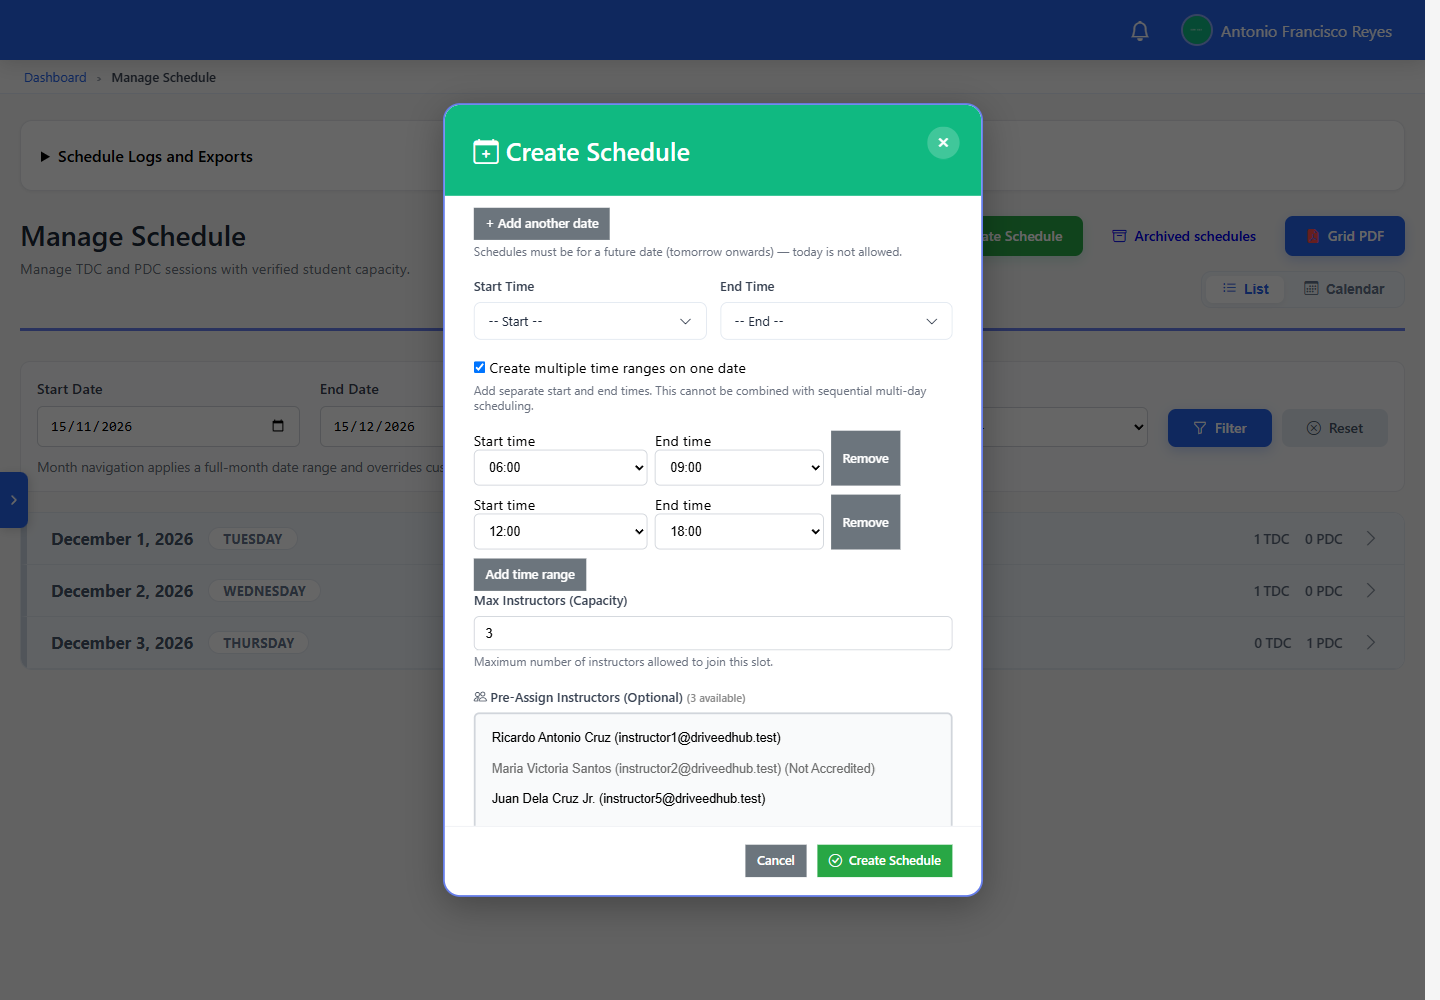 Antonio Francisco Reyes
Dashboard › Manage Schedule
Schedule Logs and Exports
Create Schedule
Manage Schedule
Manage TDC and PDC sessions with verified student capacity.
ate Schedule
Archived schedules
Grid PDF
List
Calendar
+ Add another date
Schedules must be for a future date (tomorrow onwards) — today is not allowed.
Start Time
End Time
-- Start --
-- End --
Create multiple time ranges on one date
Add separate start and end times. This cannot be combined with sequential multi-day
scheduling.
Start time
End time
06:00
09:00
Remove
Start time
End time
12:00
18:00
Remove
Add time range
Max Instructors (Capacity)
3
Maximum number of instructors allowed to join this slot.
Pre-Assign Instructors (Optional) (3 available)
Ricardo Antonio Cruz (instructor1@driveedhub.test)
Maria Victoria Santos (instructor2@driveedhub.test) (Not Accredited)
Juan Dela Cruz Jr. (instructor5@driveedhub.test)
Cancel
Create Schedule
Start Date
End Date
15/11/2026
15/12/2026
Filter
Reset
Month navigation applies a full-month date range and overrides cus
December 1, 2026 TUESDAY 1 TDC 0 PDC
December 2, 2026 WEDNESDAY 1 TDC 0 PDC
December 3, 2026 THURSDAY 0 TDC 1 PDC